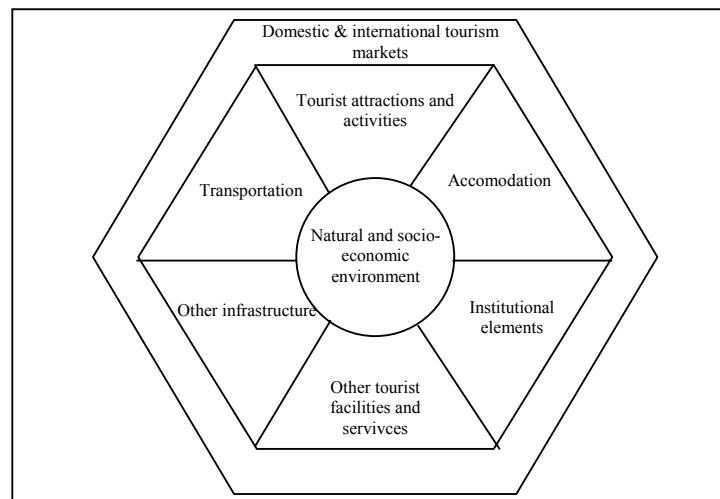 Domestic & international tourism
markets
Tourist attractions and
activities
Transportation
Accomodation
Natural and socio-
economic
environment
Other infrastructure
Institutional
elements
Other tourist
facilities and
servivces